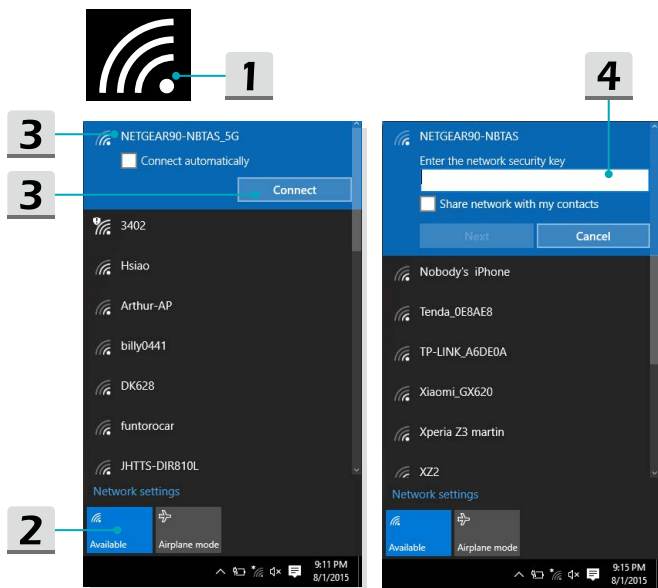 1
3
NETGEAR90-NBTAS_5G
Connect automatically
3
Connect
3402
Hsiao
Arthur-AP
billy0441
DK628
funtorocar
JHTTS-DIR810L
Network settings
2
Available
Airplane mode
9:11 PM
8/1/2015
4
NETGEAR90-NBTAS
Enter the network security key
Share network with my contacts
Next
Cancel
Nobody's iPhone
Tenda_0E8AE8
TP-LINK_A6DE0A
Xiaomi_GX620
Xperia Z3 martin
XZ2
Network settings
Available
Airplane mode
9:15 PM
8/1/2015